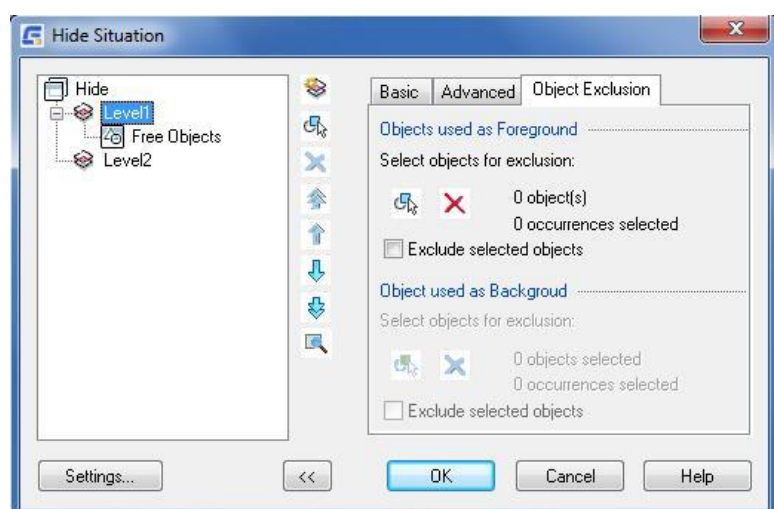 Hide Situation
Hide
Level1
Free Objects
Level2
Basic
Advanced
Object Exclusion
Objects used as Foreground
Select objects for exclusion:
0 object(s)
0 occurrences selected
Exclude selected objects
Object used as Backgroud
Select objects for exclusion:
0 objects selected
0 occurrences selected
Exclude selected objects
Settings...
<<
OK
Cancel
Help